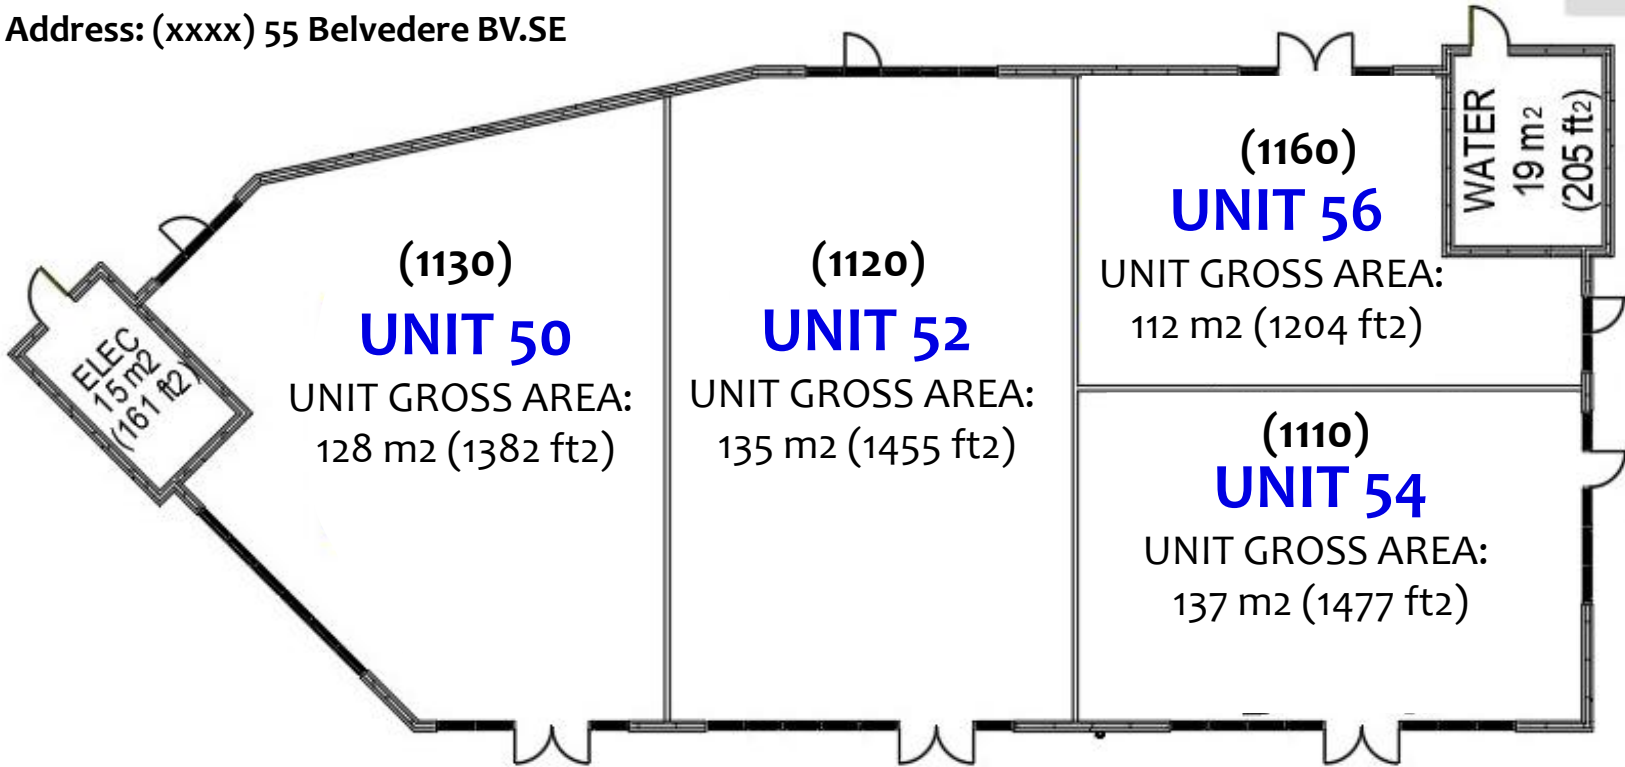 Address: (xxxx) 55 Belvedere BV.SE
WATER
19 m2
(205 ft2)
(1160)
UNIT 56
UNIT GROSS AREA:
112 m2 (1204 ft2)
(1130)
UNIT 50
UNIT GROSS AREA:
128 m2 (1382 ft2)
(1120)
UNIT 52
UNIT GROSS AREA:
135 m2 (1455 ft2)
ELEC
15 m2
(161 ft2)
(1110)
UNIT 54
UNIT GROSS AREA:
137 m2 (1477 ft2)